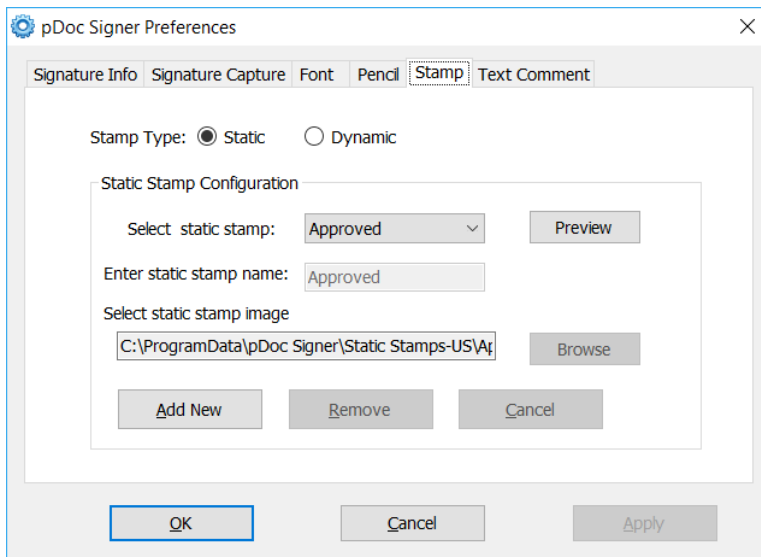 pDoc Signer Preferences
Signature Info Signature Capture Font Pencil Stamp Text Comment
Stamp Type: Static Dynamic
Static Stamp Configuration
Select static stamp: Approved Preview
Enter static stamp name: Approved
Select static stamp image
C:\ProgramData\pDoc Signer\Static Stamps-US\Ap Browse
Add New Remove Cancel
OK Cancel Apply